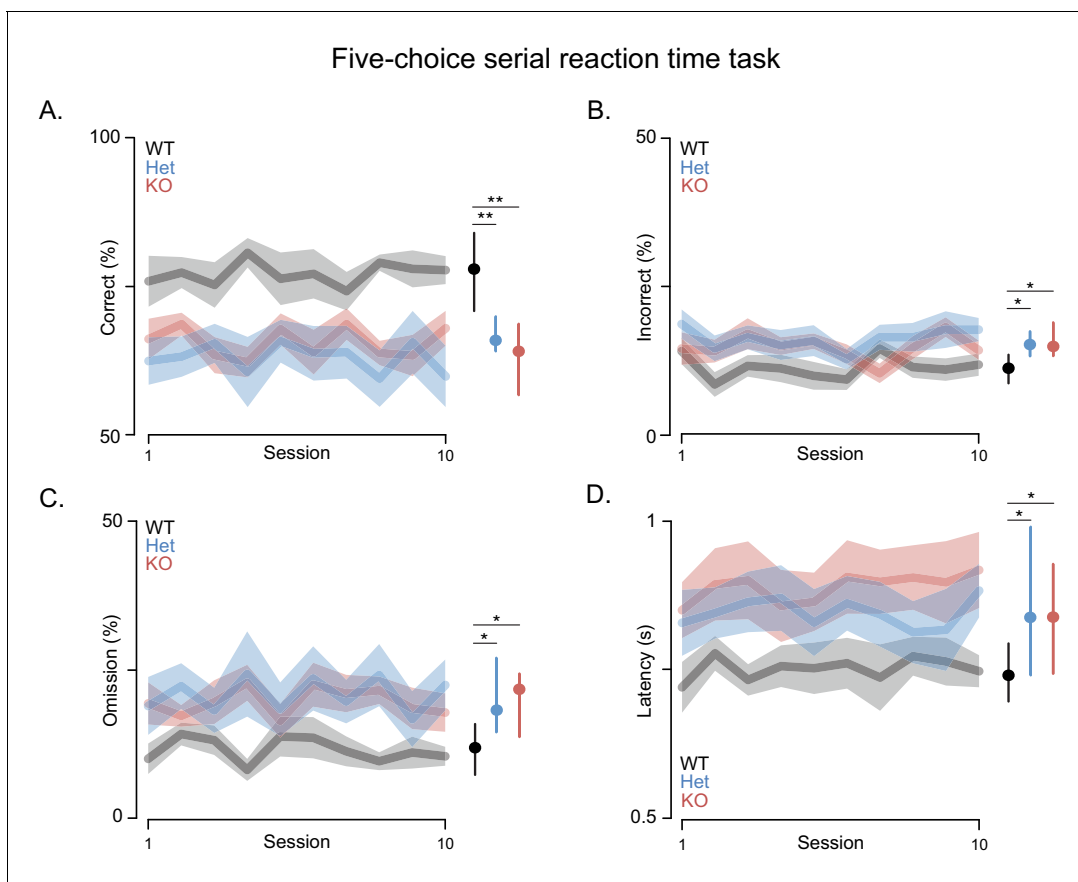 Five-choice serial reaction time task
A.
100
WT
Het
KO
**
**
Correct (%)
50
1
Session
10
B.
50
WT
Het
KO
*
*
Incorrect (%)
0
1
Session
10
C.
50
WT
Het
KO
*
*
Omission (%)
0
1
Session
10
D.
1
*
*
Latency (s)
WT
Het
KO
0.5
1
Session
10